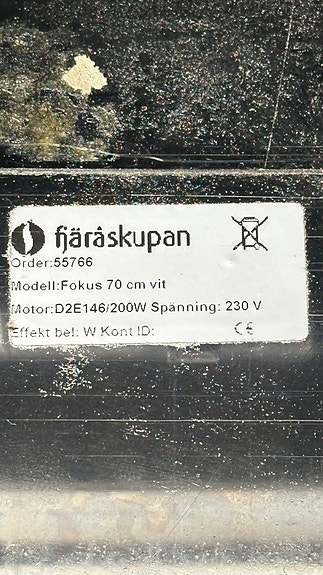 fjäråskupan
Order:55766
Modell:Fokus 70 cm vit
Motor:D2E146/200W Spänning: 230 V
Effekt bel: W Kont ID: CE